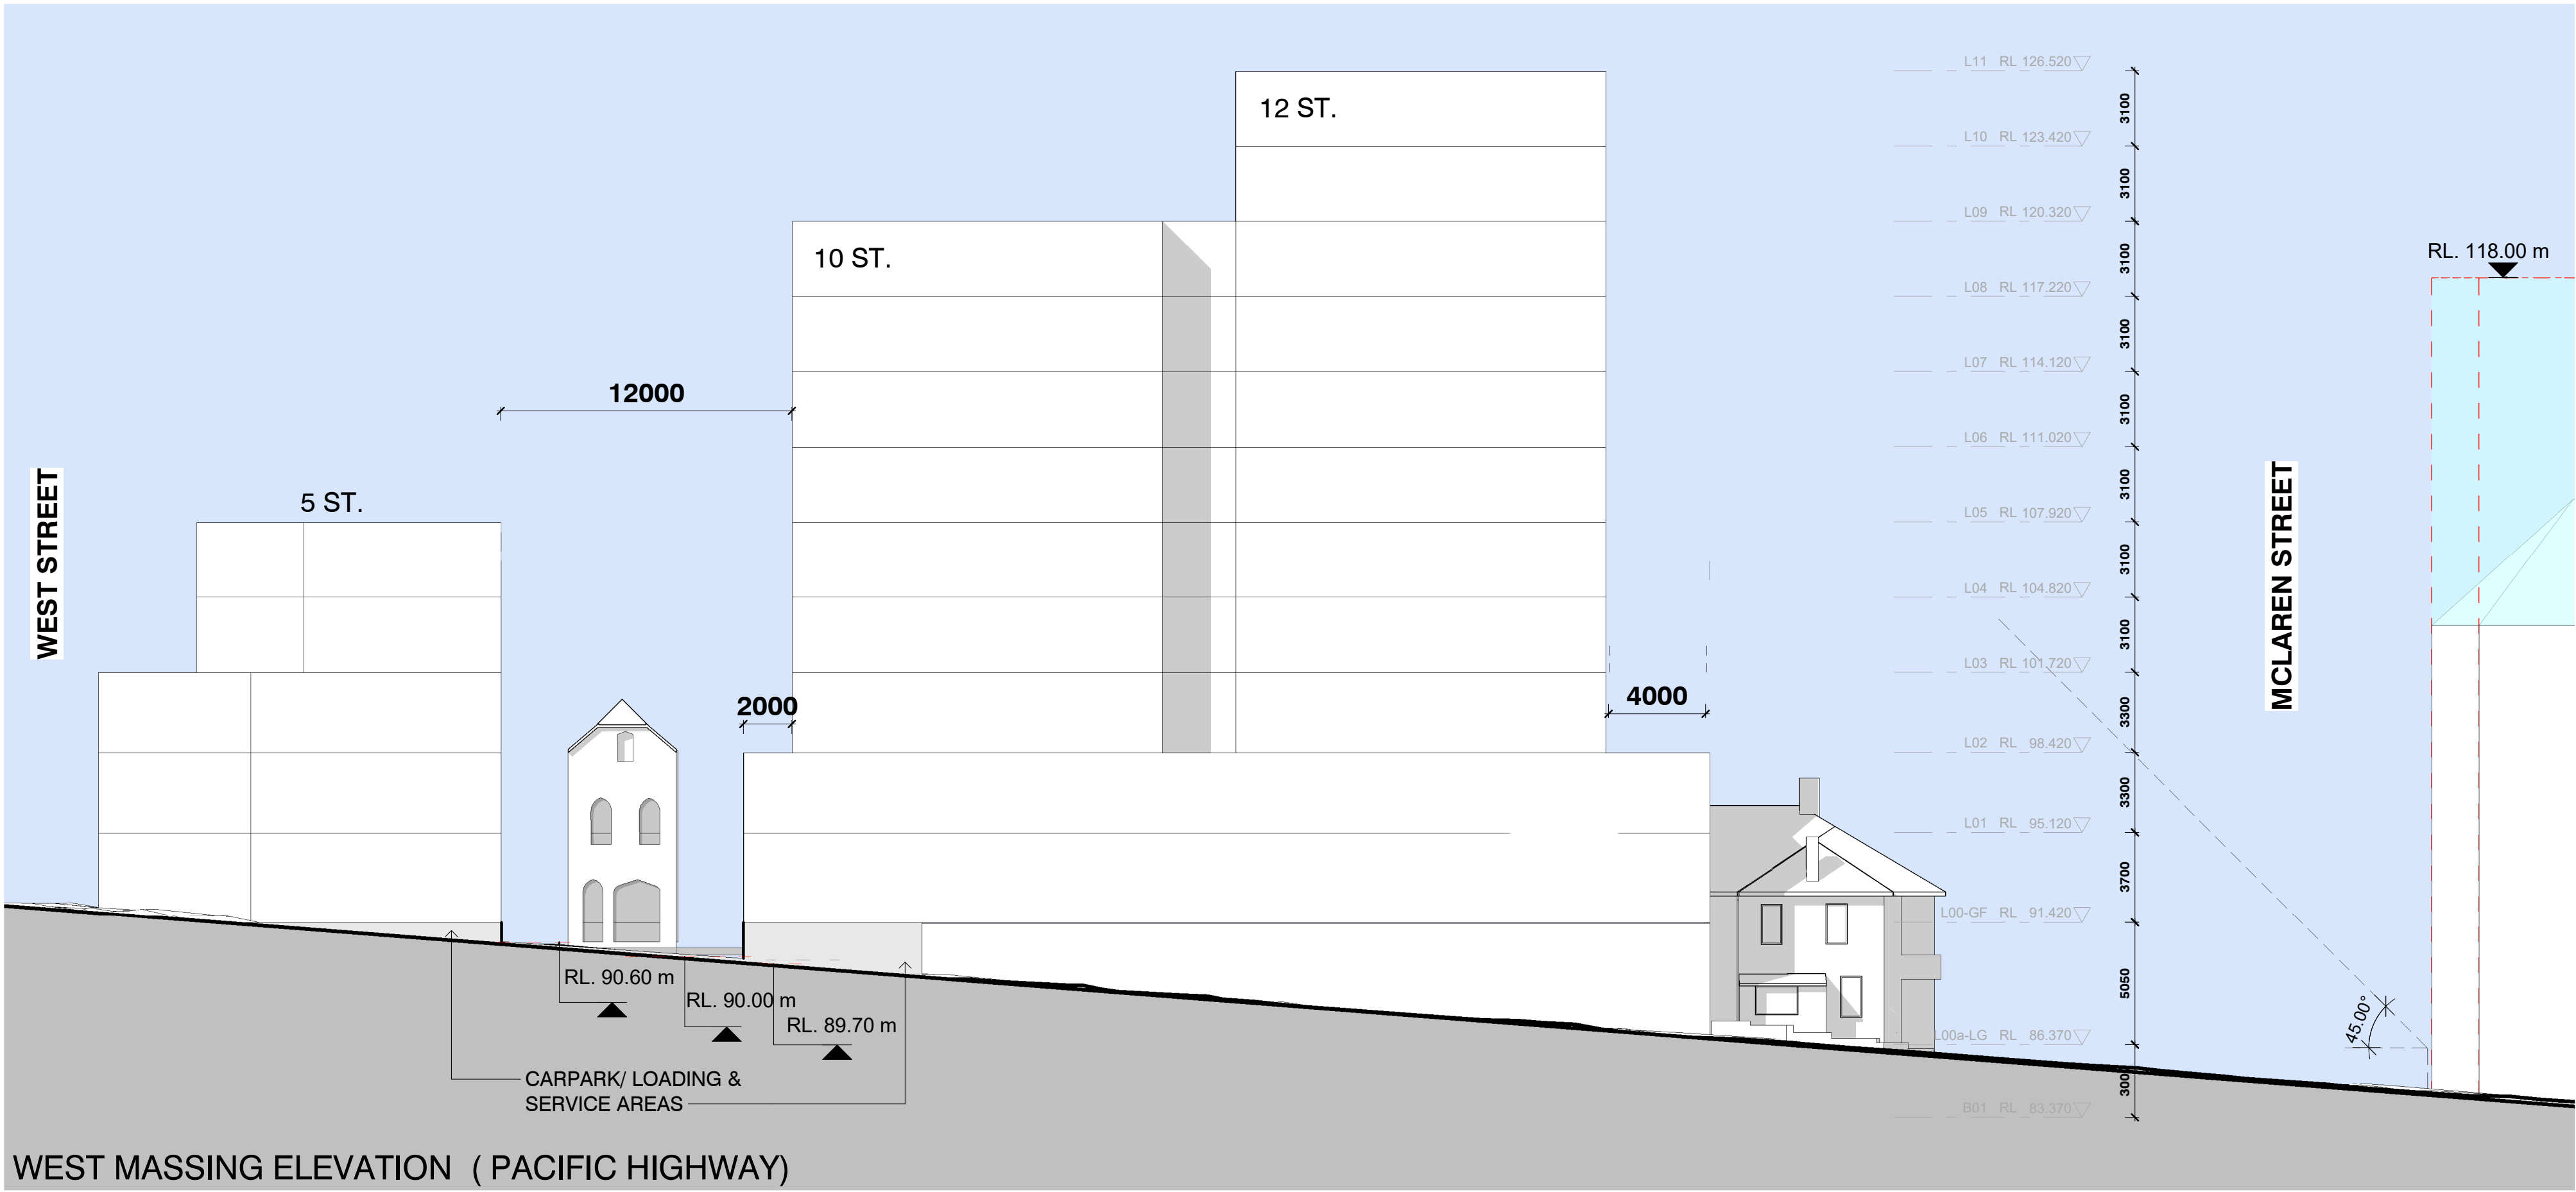 L11 RL 126.520
3100
12 ST.
L10 RL 123.420
3100
L09 RL 120.320
10 ST.
3100
RL. 118.00 m
L08 RL 117.220
3100
L07 RL 114.120
12000
3100
L06 RL 111.020
WEST STREET
5 ST.
3100
L05 RL 107.920
MCLAREN STREET
3100
L04 RL 104.820
3100
L03 RL 101.720
2000
4000
3300
L02 RL 98.420
3300
L01 RL 95.120
3700
L00-GF RL 91.420
RL. 90.60 m
RL. 90.00 m
RL. 89.70 m
5050
45.00°
L00a-LG RL 86.370
CARPARK/ LOADING &
SERVICE AREAS
3000
B01 RL 83.370
WEST MASSING ELEVATION ( PACIFIC HIGHWAY)